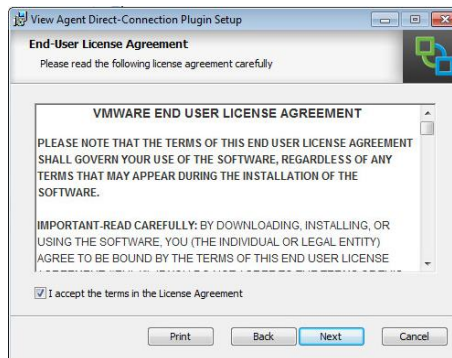 View Agent Direct-Connection Plugin Setup
End-User License Agreement
Please read the following license agreement carefully
VMWARE END USER LICENSE AGREEMENT
PLEASE NOTE THAT THE TERMS OF THIS END USER LICENSE AGREEMENT
SHALL GOVERN YOUR USE OF THE SOFTWARE, REGARDLESS OF ANY
TERMS THAT MAY APPEAR DURING THE INSTALLATION OF THE
SOFTWARE.
IMPORTANT-READ CAREFULLY: BY DOWNLOADING, INSTALLING, OR
USING THE SOFTWARE, YOU (THE INDIVIDUAL OR LEGAL ENTITY)
AGREE TO BE BOUND BY THE TERMS OF THIS END USER LICENSE
I accept the terms in the License Agreement
Print Back Next Cancel